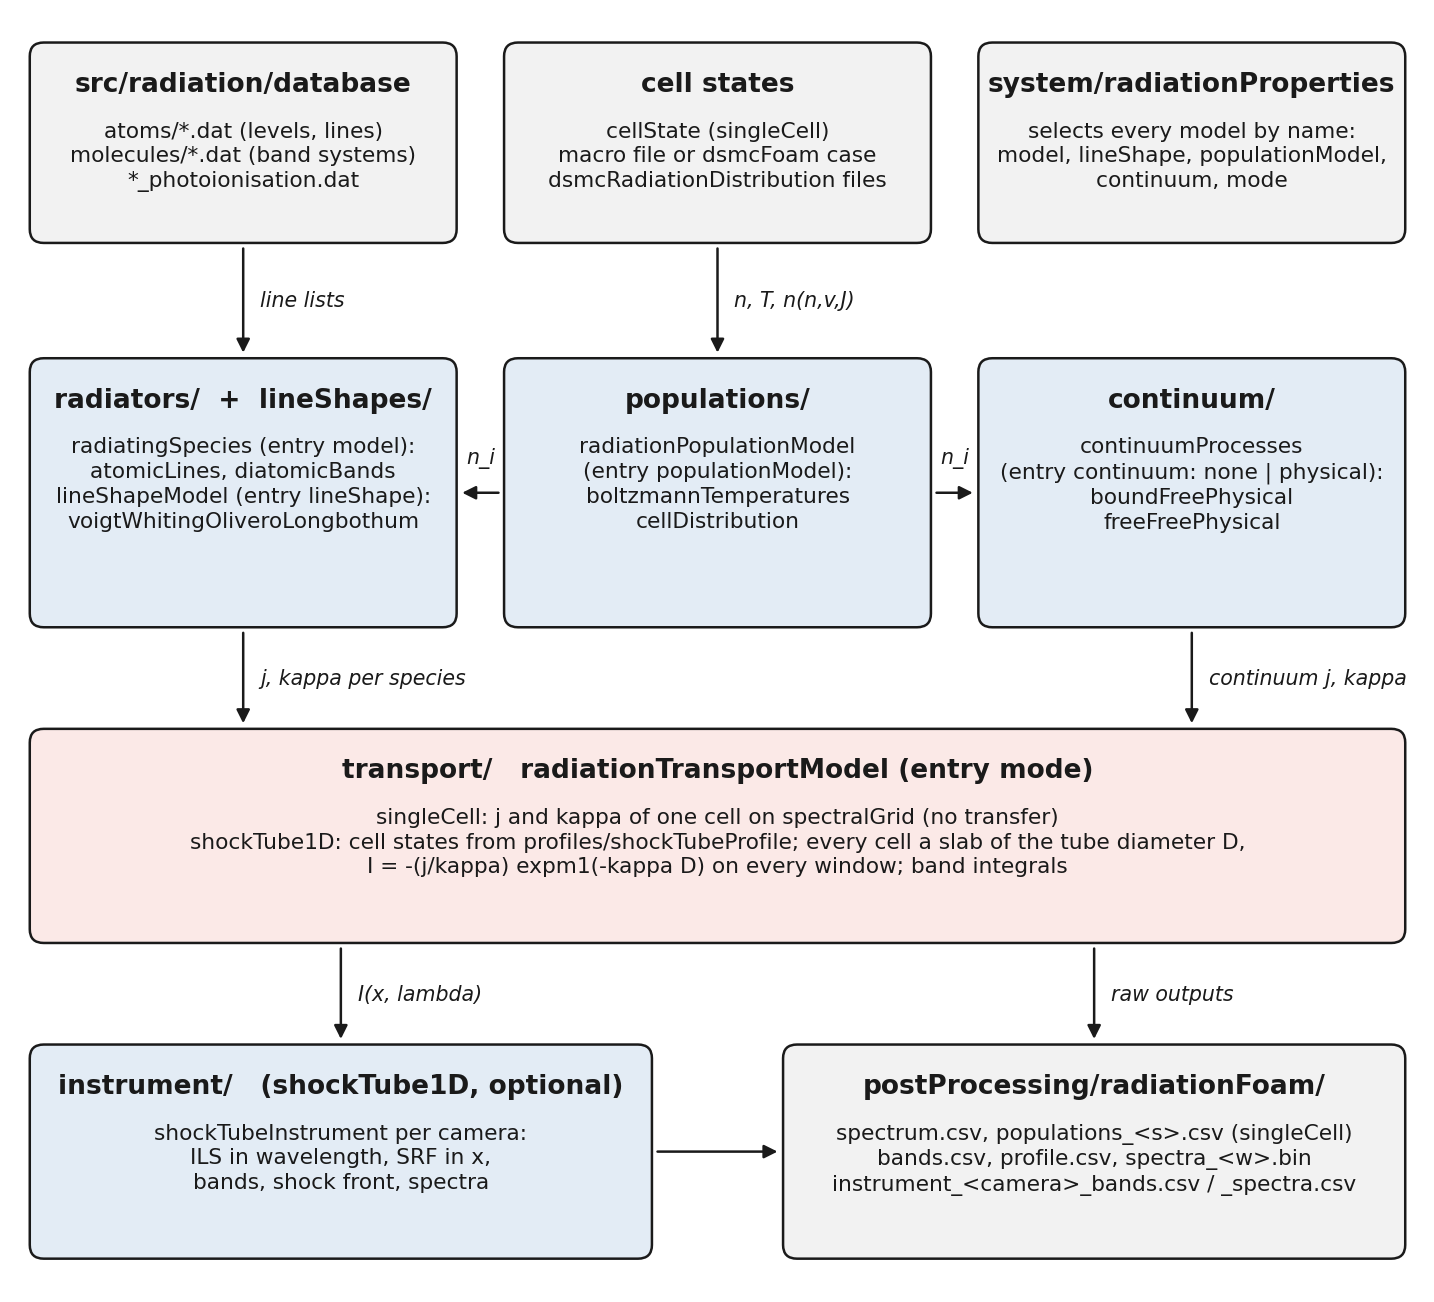 src/radiation/database
atoms/*.dat (levels, lines)
molecules/*.dat (band systems)
*_photoionisation.dat
cell states
cellState (singleCell)
macro file or dsmcFoam case
dsmcRadiationDistribution files
system/radiationProperties
selects every model by name:
model, lineShape, populationModel,
continuum, mode
line lists
n, T, n(n,v,J)
radiators/  +  lineShapes/
radiatingSpecies (entry model):
atomicLines, diatomicBands
lineShapeModel (entry lineShape):
voigtWhitingOliveroLongbothum
n_i
populations/
radiationPopulationModel
(entry populationModel):
boltzmannTemperatures
cellDistribution
n_i
continuum/
continuumProcesses
(entry continuum: none | physical):
boundFreePhysical
freeFreePhysical
j, kappa per species
continuum j, kappa
transport/   radiationTransportModel (entry mode)
singleCell: j and kappa of one cell on spectralGrid (no transfer)
shockTube1D: cell states from profiles/shockTubeProfile; every cell a slab of the tube diameter D,
I = -(j/kappa) expm1(-kappa D) on every window; band integrals
I(x, lambda)
raw outputs
instrument/   (shockTube1D, optional)
shockTubeInstrument per camera:
ILS in wavelength, SRF in x,
bands, shock front, spectra
postProcessing/radiationFoam/
spectrum.csv, populations_<s>.csv (singleCell)
bands.csv, profile.csv, spectra_<w>.bin
instrument_<camera>_bands.csv / _spectra.csv